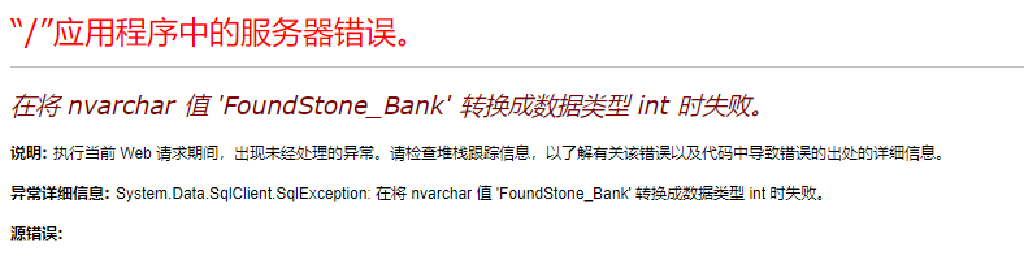 “/”应用程序中的服务器错误。
在将 nvarchar 值 'FoundStone_Bank' 转换成数据类型 int 时失败。
说明: 执行当前 Web 请求期间，出现未经处理的异常。请检查堆栈跟踪信息，以了解有关该错误以及代码中导致错误的出处的详细信息。
异常详细信息: System.Data.SqlClient.SqlException: 在将 nvarchar 值 'FoundStone_Bank' 转换成数据类型 int 时失败。
源错误: